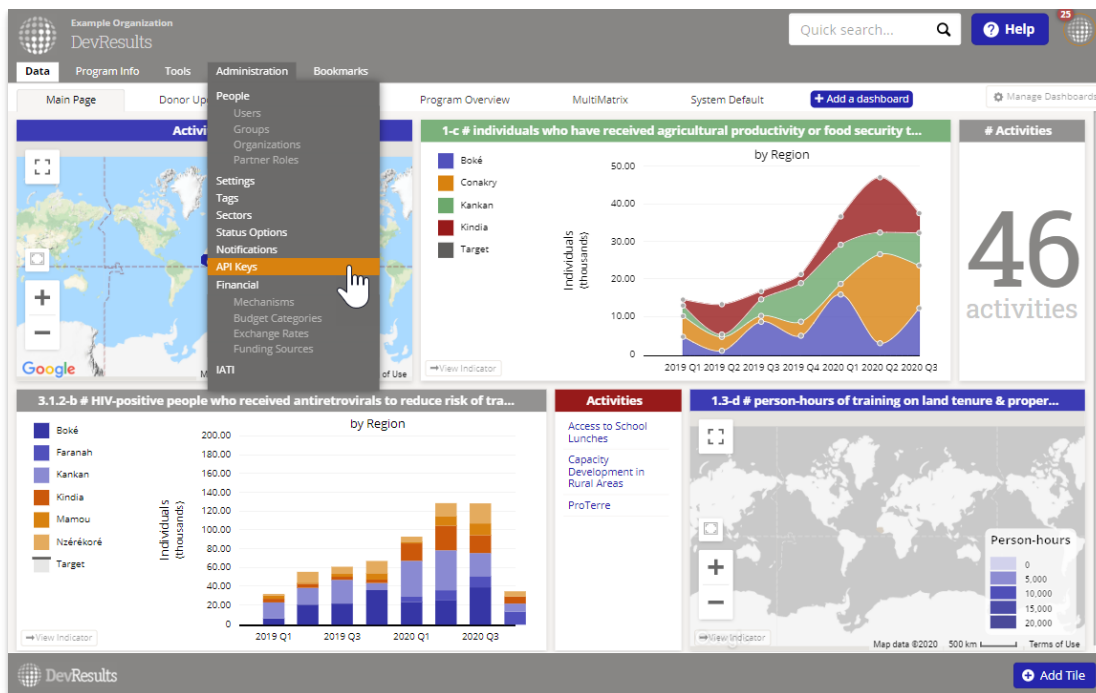 Example Organization
DevResults
Quick search...
Help
25
Data Program Info Tools Administration Bookmarks
Main Page Donor Up Program Overview MultiMatrix System Default + Add a dashboard Manage Dashboards
People
Users
Groups
Organizations
Partner Roles
Settings
Tags
Sectors
Status Options
Notifications
API Keys
Financial
Mechanisms
Budget Categories
Exchange Rates
Funding Sources
IATI
Activi
+
−
Google
M
of Use
1-c # individuals who have received agricultural productivity or food security t...
by Region
Boké
Conakry
Kankan
Kindia
Target
Individuals
(thousands)
50.00
40.00
30.00
20.00
10.00
0
2019 Q1 2019 Q2 2019 Q3 2019 Q4 2020 Q1 2020 Q2 2020 Q3
View Indicator
# Activities
46
activities
3.1.2-b # HIV-positive people who received antiretrovirals to reduce risk of tra...
by Region
Boké
Faranah
Kankan
Kindia
Mamou
Nzérékoré
Target
Individuals
(thousands)
200.00
180.00
160.00
140.00
120.00
100.00
80.00
60.00
40.00
20.00
0
2019 Q1 2019 Q3 2020 Q1 2020 Q3
View Indicator
Activities
Access to School
Lunches
Capacity
Development in
Rural Areas
ProTerre
1.3-d # person-hours of training on land tenure & proper...
+
−
Person-hours
0
5,000
10,000
15,000
20,000
View Indicator
Map data ©2020 500 km Terms of Use
DevResults
Add Tile